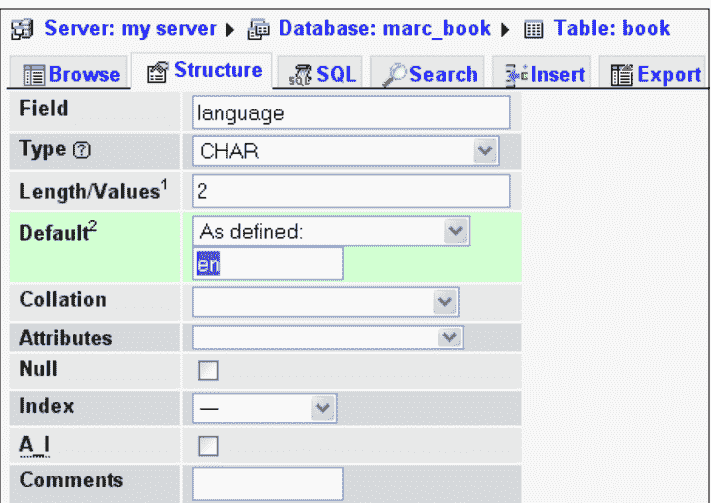 Server: my server ▸ Database: marc_book ▸ Table: book
Browse Structure SQL Search Insert Export
Field language
Type CHAR
Length/Values1 2
Default2 As defined:
en
Collation
Attributes
Null
Index —
A_I
Comments